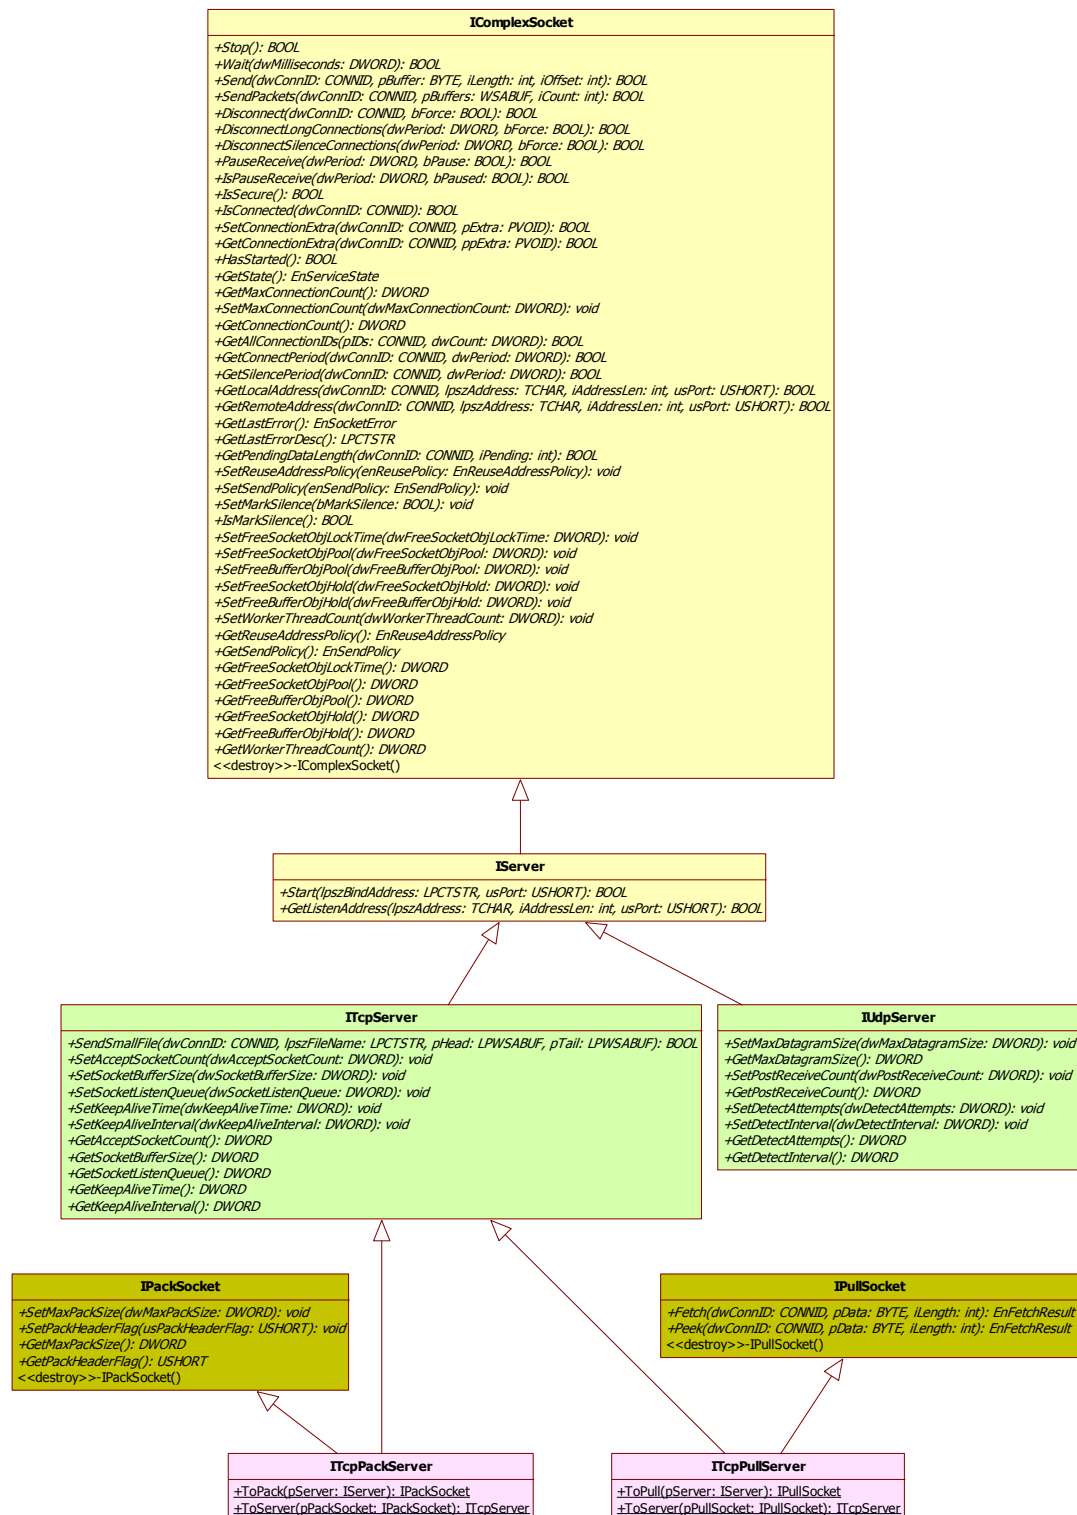 IComplexSocket
+Stop(): BOOL
+Wait(dwMilliseconds: DWORD): BOOL
+Send(dwConnID: CONNID, pBuffer: BYTE, iLength: int, iOffset: int): BOOL
+SendPackets(dwConnID: CONNID, pBuffers: WSABUF, iCount: int): BOOL
+Disconnect(dwConnID: CONNID, bForce: BOOL): BOOL
+DisconnectLongConnections(dwPeriod: DWORD, bForce: BOOL): BOOL
+DisconnectSilenceConnections(dwPeriod: DWORD, bForce: BOOL): BOOL
+PauseReceive(dwPeriod: DWORD, bPause: BOOL): BOOL
+IsPauseReceive(dwPeriod: DWORD, bPaused: BOOL): BOOL
+IsSecure(): BOOL
+IsConnected(dwConnID: CONNID): BOOL
+SetConnectionExtra(dwConnID: CONNID, pExtra: PVOID): BOOL
+GetConnectionExtra(dwConnID: CONNID, ppExtra: PVOID): BOOL
+HasStarted(): BOOL
+GetState(): EnServiceState
+GetMaxConnectionCount(): DWORD
+SetMaxConnectionCount(dwMaxConnectionCount: DWORD): void
+GetConnectionCount(): DWORD
+GetAllConnectionIDs(pIDs: CONNID, dwCount: DWORD): BOOL
+GetConnectPeriod(dwConnID: CONNID, dwPeriod: DWORD): BOOL
+GetSilencePeriod(dwConnID: CONNID, dwPeriod: DWORD): BOOL
+GetLocalAddress(dwConnID: CONNID, lpszAddress: TCHAR, iAddressLen: int, usPort: USHORT): BOOL
+GetRemoteAddress(dwConnID: CONNID, lpszAddress: TCHAR, iAddressLen: int, usPort: USHORT): BOOL
+GetLastError(): EnSocketError
+GetLastErrorDesc(): LPCTSTR
+GetPendingDataLength(dwConnID: CONNID, iPending: int): BOOL
+SetReuseAddressPolicy(enReusePolicy: EnReuseAddressPolicy): void
+SetSendPolicy(enSendPolicy: EnSendPolicy): void
+SetMarkSilence(bMarkSilence: BOOL): void
+IsMarkSilence(): BOOL
+SetFreeSocketObjLockTime(dwFreeSocketObjLockTime: DWORD): void
+SetFreeSocketObjPool(dwFreeSocketObjPool: DWORD): void
+SetFreeBufferObjPool(dwFreeBufferObjPool: DWORD): void
+SetFreeSocketObjHold(dwFreeSocketObjHold: DWORD): void
+SetFreeBufferObjHold(dwFreeBufferObjHold: DWORD): void
+SetWorkerThreadCount(dwWorkerThreadCount: DWORD): void
+GetReuseAddressPolicy(): EnReuseAddressPolicy
+GetSendPolicy(): EnSendPolicy
+GetFreeSocketObjLockTime(): DWORD
+GetFreeSocketObjPool(): DWORD
+GetFreeBufferObjPool(): DWORD
+GetFreeSocketObjHold(): DWORD
+GetFreeBufferObjHold(): DWORD
+GetWorkerThreadCount(): DWORD
<<destroy>>-IComplexSocket()
IServer
+Start(lpszBindAddress: LPCTSTR, usPort: USHORT): BOOL
+GetListenAddress(lpszAddress: TCHAR, iAddressLen: int, usPort: USHORT): BOOL
ITcpServer
+SendSmallFile(dwConnID: CONNID, lpszFileName: LPCTSTR, pHead: LPWSABUF, pTail: LPWSABUF): BOOL
+SetAcceptSocketCount(dwAcceptSocketCount: DWORD): void
+SetSocketBufferSize(dwSocketBufferSize: DWORD): void
+SetSocketListenQueue(dwSocketListenQueue: DWORD): void
+SetKeepAliveTime(dwKeepAliveTime: DWORD): void
+SetKeepAliveInterval(dwKeepAliveInterval: DWORD): void
+GetAcceptSocketCount(): DWORD
+GetSocketBufferSize(): DWORD
+GetSocketListenQueue(): DWORD
+GetKeepAliveTime(): DWORD
+GetKeepAliveInterval(): DWORD
IUdpServer
+SetMaxDatagramSize(dwMaxDatagramSize: DWORD): void
+GetMaxDatagramSize(): DWORD
+SetPostReceiveCount(dwPostReceiveCount: DWORD): void
+GetPostReceiveCount(): DWORD
+SetDetectAttempts(dwDetectAttempts: DWORD): void
+SetDetectInterval(dwDetectInterval: DWORD): void
+GetDetectAttempts(): DWORD
+GetDetectInterval(): DWORD
IPackSocket
+SetMaxPackSize(dwMaxPackSize: DWORD): void
+SetPackHeaderFlag(usPackHeaderFlag: USHORT): void
+GetMaxPackSize(): DWORD
+GetPackHeaderFlag(): USHORT
<<destroy>>-IPackSocket()
IPullSocket
+Fetch(dwConnID: CONNID, pData: BYTE, iLength: int): EnFetchResult
+Peek(dwConnID: CONNID, pData: BYTE, iLength: int): EnFetchResult
<<destroy>>-IPullSocket()
ITcpPackServer
+ToPack(pServer: IServer): IPackSocket
+ToServer(pPackSocket: IPackSocket): ITcpServer
ITcpPullServer
+ToPull(pServer: IServer): IPullSocket
+ToServer(pPullSocket: IPullSocket): ITcpServer